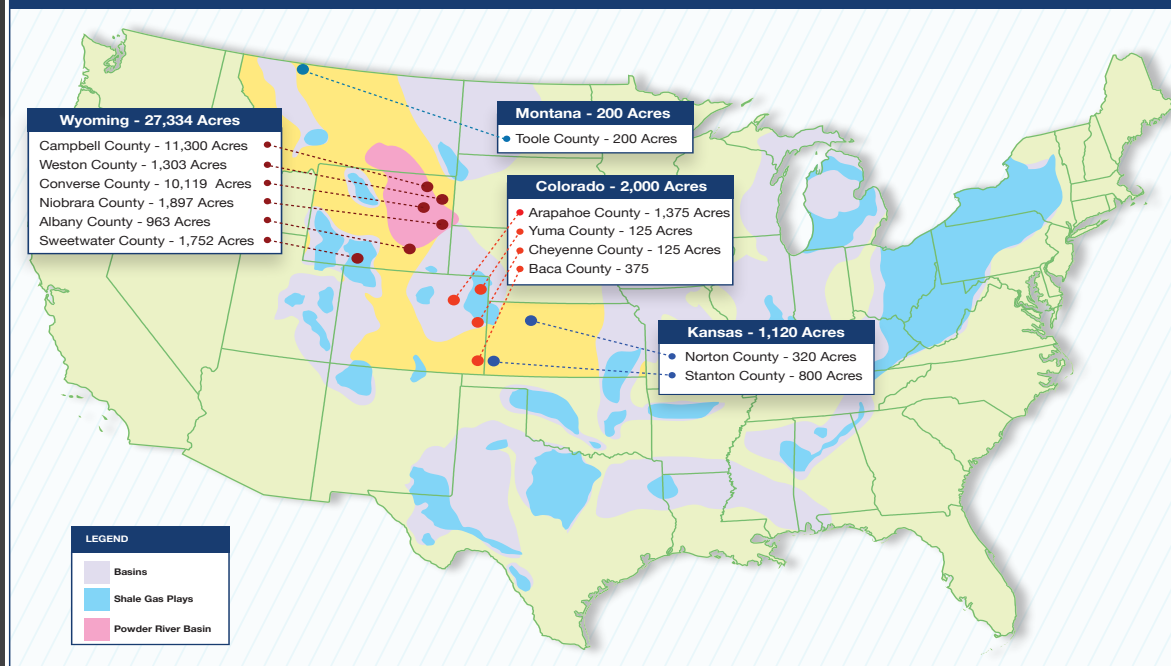 Wyoming - 27,334 Acres
Campbell County - 11,300 Acres
Weston County - 1,303 Acres
Converse County - 10,119 Acres
Niobrara County - 1,897 Acres
Albany County - 963 Acres
Sweetwater County - 1,752 Acres
Montana - 200 Acres
Toole County - 200 Acres
Colorado - 2,000 Acres
Arapahoe County - 1,375 Acres
Yuma County - 125 Acres
Cheyenne County - 125 Acres
Baca County - 375
Kansas - 1,120 Acres
Norton County - 320 Acres
Stanton County - 800 Acres
LEGEND
Basins
Shale Gas Plays
Powder River Basin